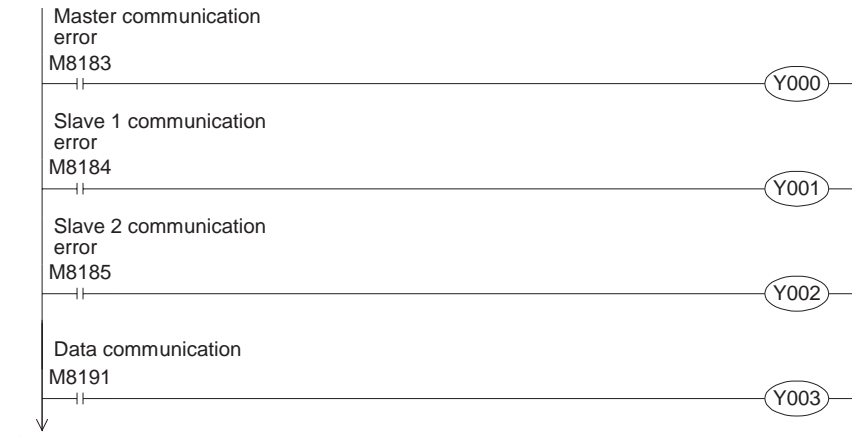 Master communication
error
M8183
Y000
Slave 1 communication
error
M8184
Y001
Slave 2 communication
error
M8185
Y002
Data communication
M8191
Y003